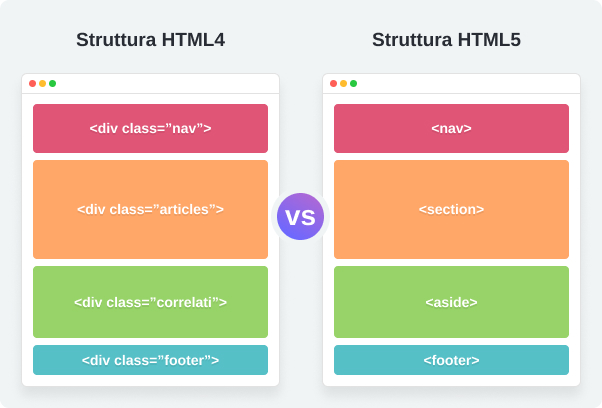 Struttura HTML4
<div class=”nav”>
<div class=”articles”>
<div class=”correlati”>
<div class=”footer”>
vs
Struttura HTML5
<nav>
<section>
<aside>
<footer>